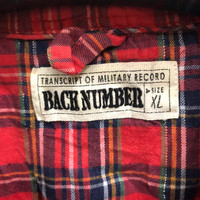 TRANSCRIPT OF MILITARY RECORD
BACK NUMBER
▶SIZE
XL